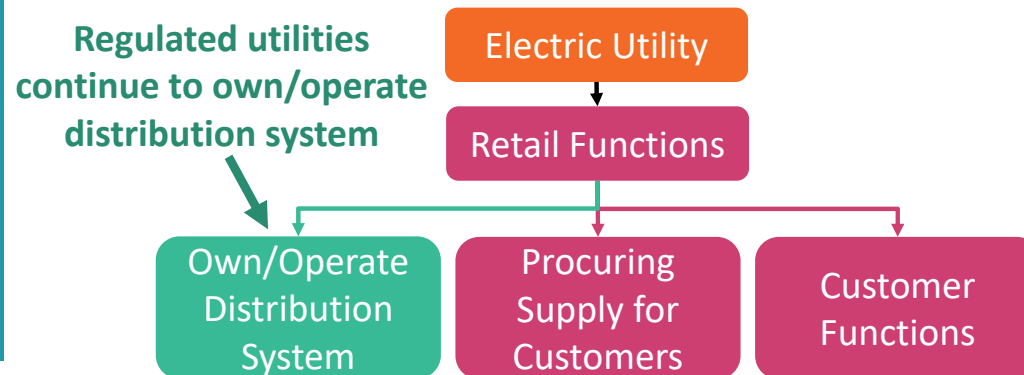 Regulated utilities
continue to own/operate
distribution system
Electric Utility
Retail Functions
Own/Operate
Distribution
System
Procuring
Supply for
Customers
Customer
Functions